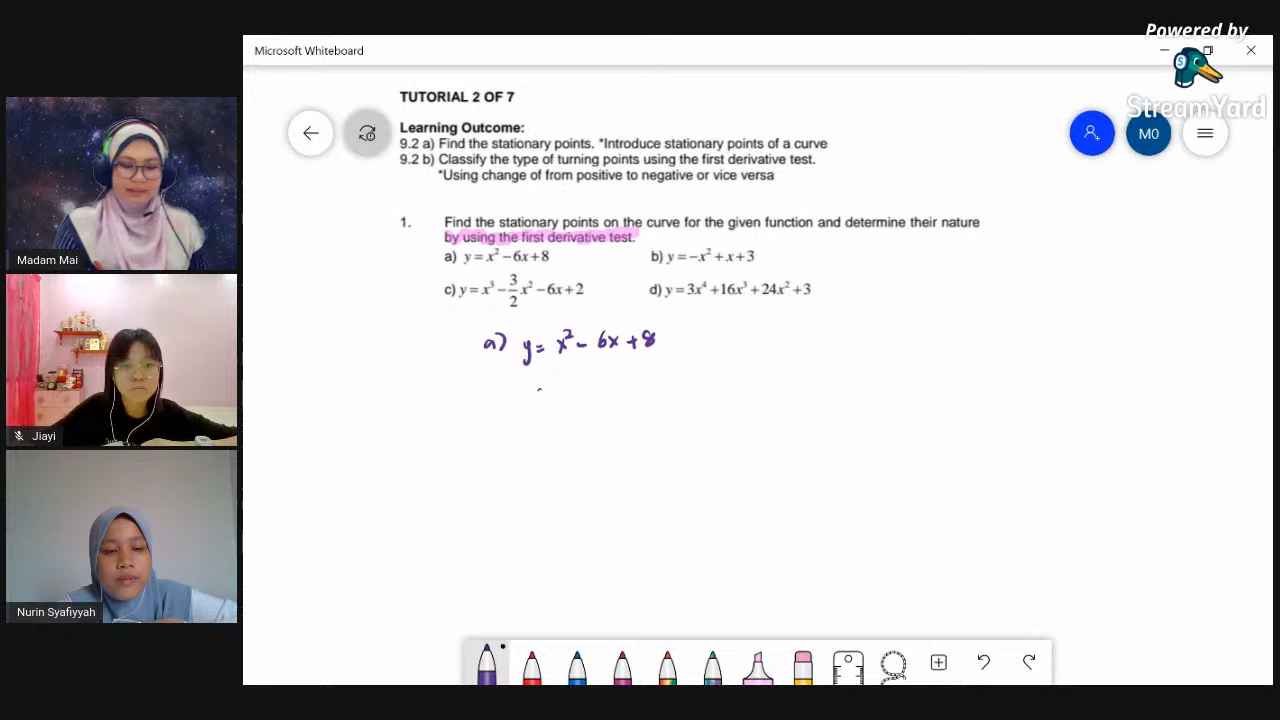 Powered by
StreamYard
Microsoft Whiteboard
TUTORIAL 2 OF 7
Learning Outcome:
9.2 a) Find the stationary points. *Introduce stationary points of a curve
9.2 b) Classify the type of turning points using the first derivative test.
*Using change of from positive to negative or vice versa
1. Find the stationary points on the curve for the given function and determine their nature
by using the first derivative test.
a) y = x² − 6x + 8 b) y = −x² + x + 3
c) y = x³ − 3/2 x² − 6x + 2 d) y = 3x⁴ + 16x³ + 24x² + 3
a) y = x² − 6x + 8
M0
Madam Mai
Jiayi
Nurin Syafiyyah